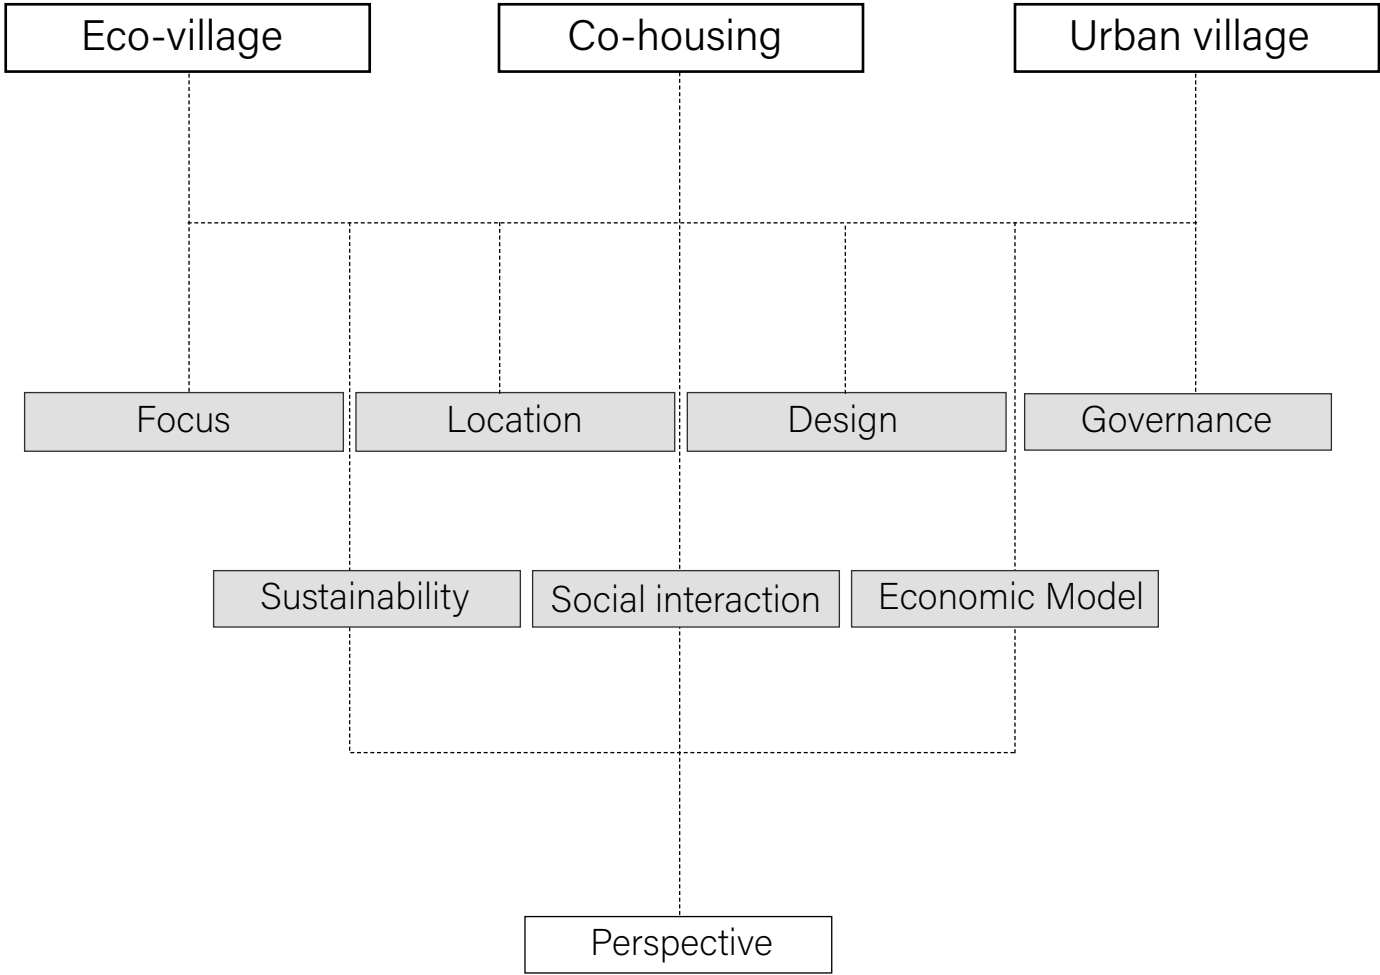 Eco-village
Co-housing
Urban village
Focus
Location
Design
Governance
Sustainability
Social interaction
Economic Model
Perspective